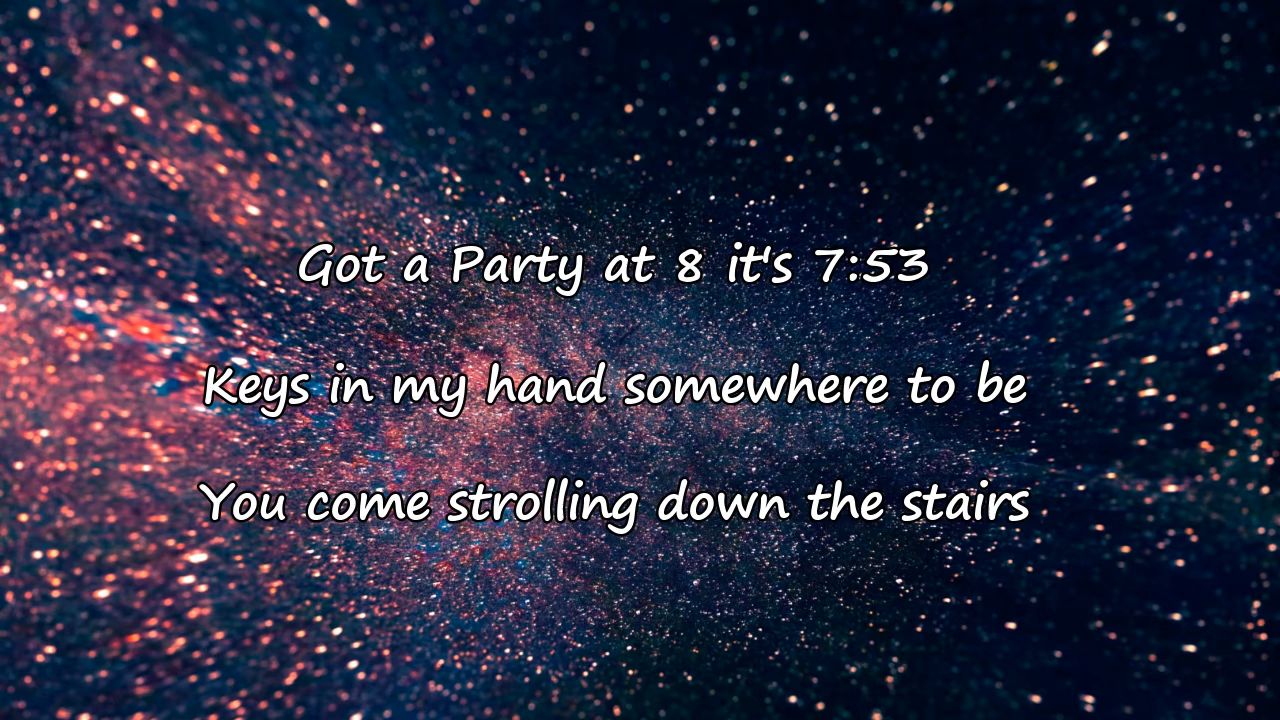 Got a Party at 8 it's 7:53
Keys in my hand somewhere to be
You come strolling down the stairs